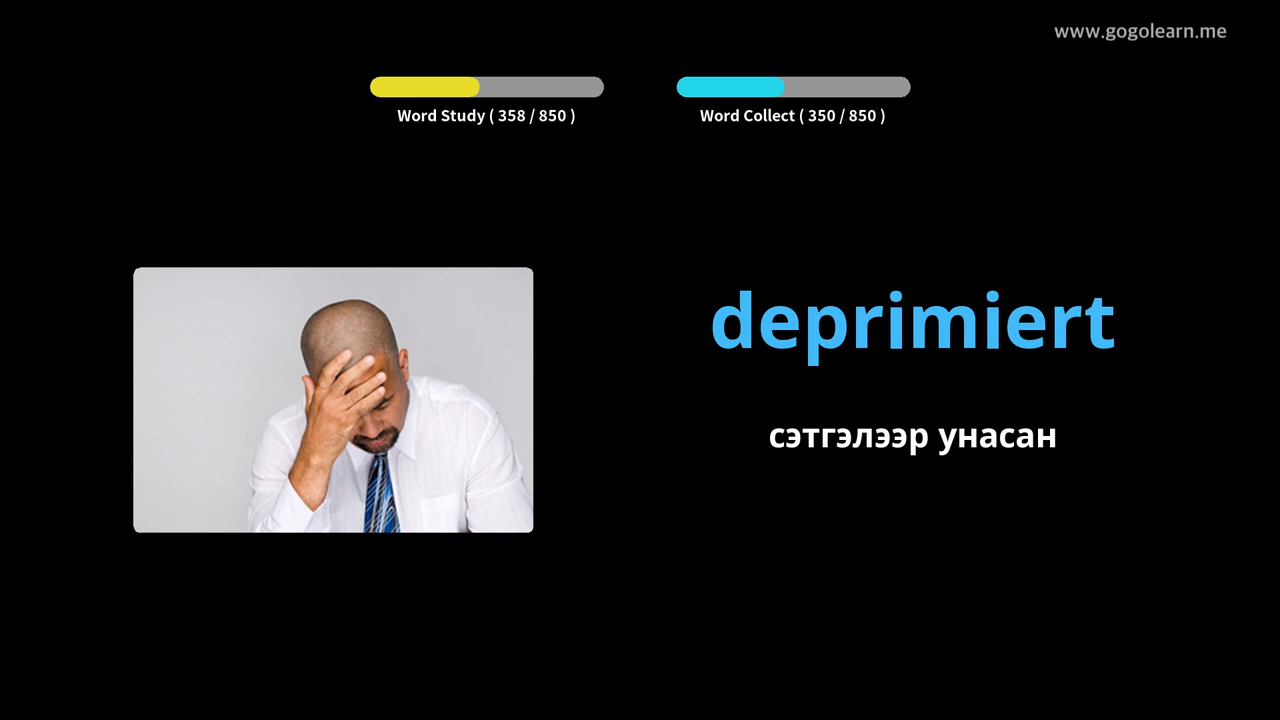 www.gogolearn.me
Word Study ( 358 / 850 )
Word Collect ( 350 / 850 )
deprimiert
сэтгэлээр унасан